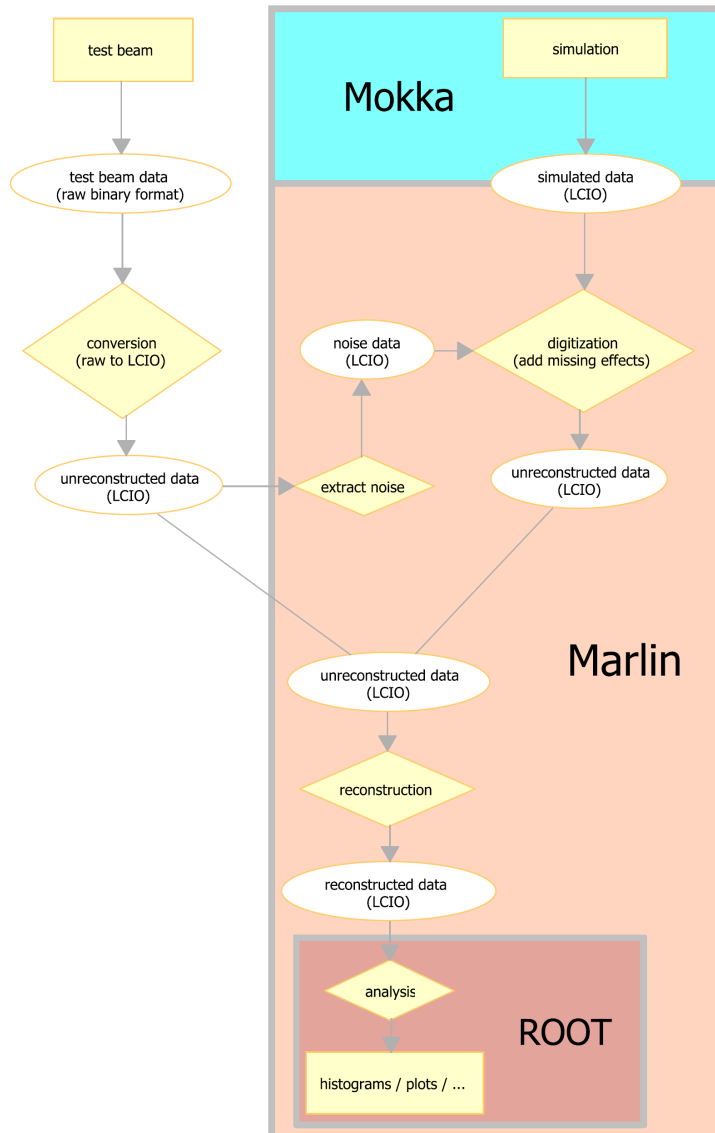 test beam
simulation
Mokka
test beam data
(raw binary format)
simulated data
(LCIO)
conversion
(raw to LCIO)
noise data
(LCIO)
digitization
(add missing effects)
unreconstructed data
(LCIO)
extract noise
unreconstructed data
(LCIO)
Marlin
unreconstructed data
(LCIO)
reconstruction
reconstructed data
(LCIO)
analysis
ROOT
histograms / plots / ...